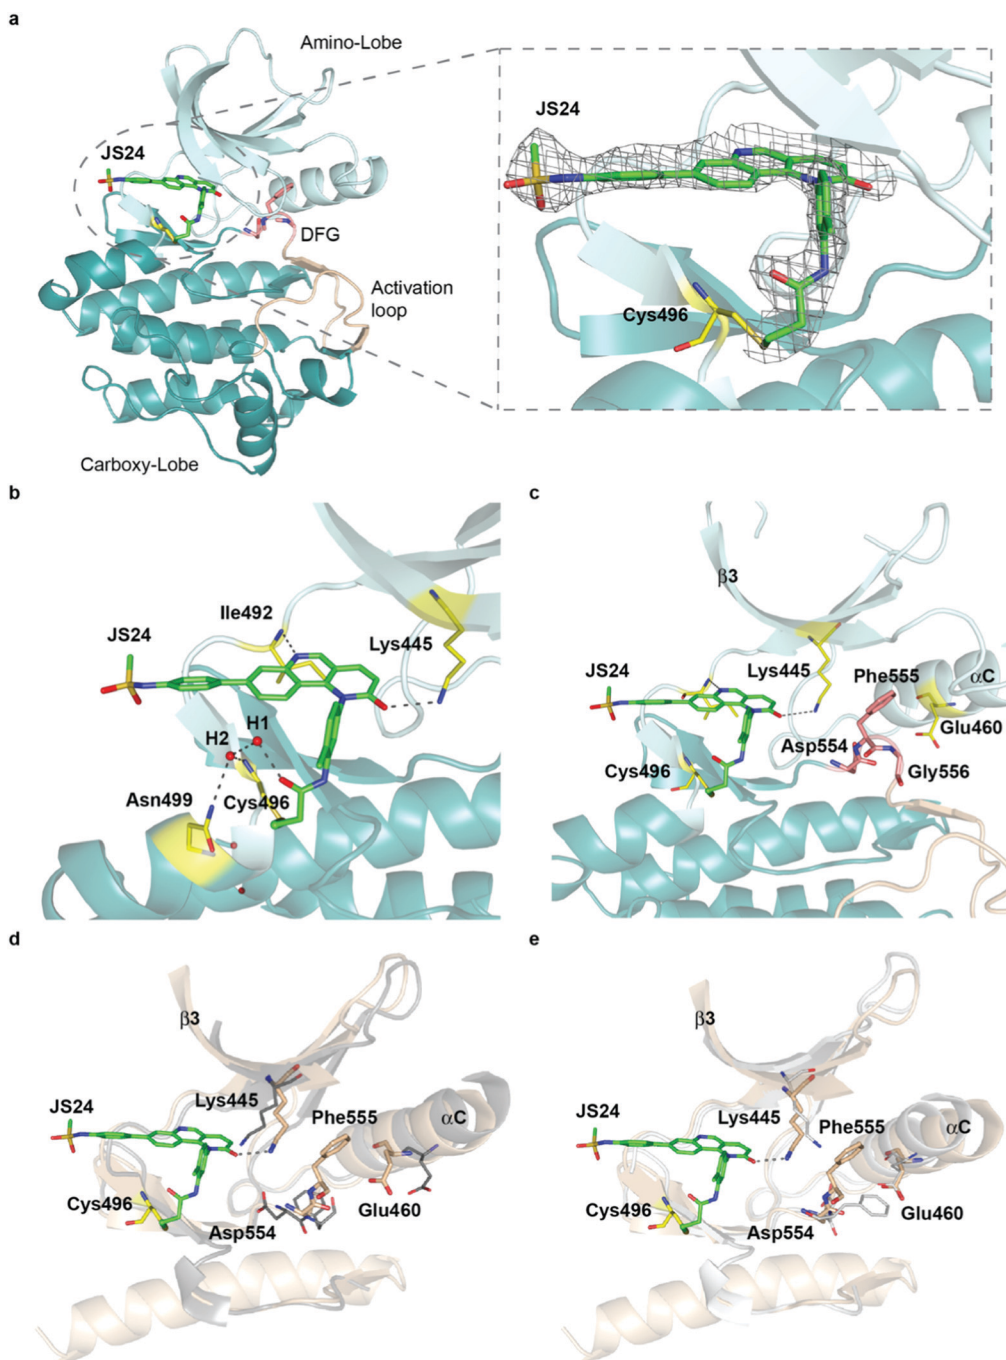 a
Amino-Lobe
JS24
DFG
Activation
loop
Carboxy-Lobe
JS24
Cys496
b
Ile492
JS24
Lys445
H1
H2
Asn499
Cys496
c
β3
Lys445
JS24
Phe555
αC
Glu460
Asp554
Cys496
Gly556
d
β3
Lys445
JS24
Phe555
αC
Cys496
Glu460
Asp554
e
β3
Lys445
JS24
Phe555
αC
Cys496
Glu460
Asp554